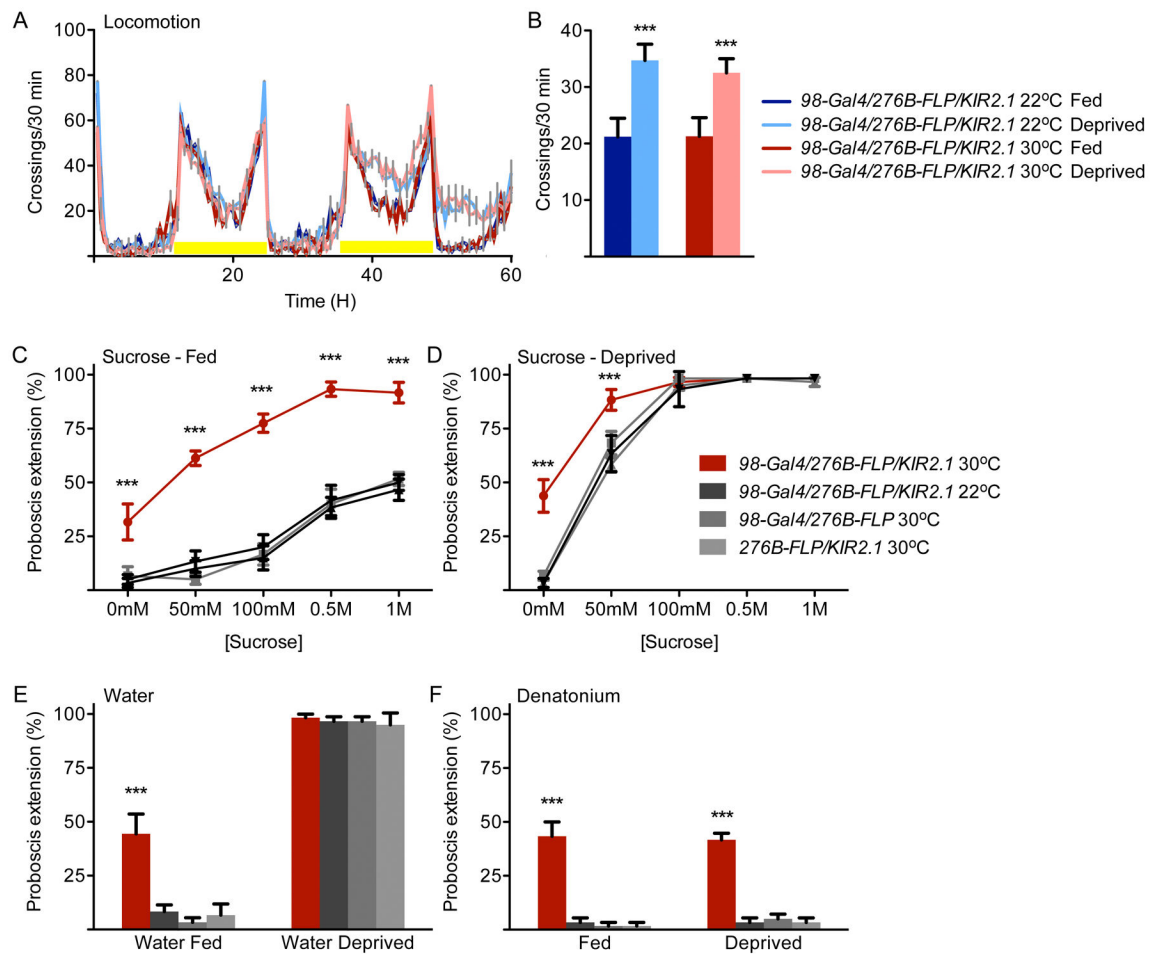 A
Locomotion
Crossings/30 min
100
80
60
40
20
20
40
60
Time (H)
B
Crossings/30 min
40
30
20
10
***
***
98-Gal4/276B-FLP/KIR2.1 22ºC Fed
98-Gal4/276B-FLP/KIR2.1 22ºC Deprived
98-Gal4/276B-FLP/KIR2.1 30ºC Fed
98-Gal4/276B-FLP/KIR2.1 30ºC Deprived
C
Sucrose - Fed
Proboscis extension (%)
100
75
50
25
***
***
***
***
***
0mM
50mM
100mM
0.5M
1M
[Sucrose]
D
Sucrose - Deprived
Proboscis extension (%)
100
75
50
25
***
***
0mM
50mM
100mM
0.5M
1M
[Sucrose]
98-Gal4/276B-FLP/KIR2.1 30ºC
98-Gal4/276B-FLP/KIR2.1 22ºC
98-Gal4/276B-FLP 30ºC
276B-FLP/KIR2.1 30ºC
E
Water
Proboscis extension (%)
100
75
50
25
***
Water Fed
Water Deprived
F
Denatonium
Proboscis extension (%)
100
75
50
25
***
***
Fed
Deprived